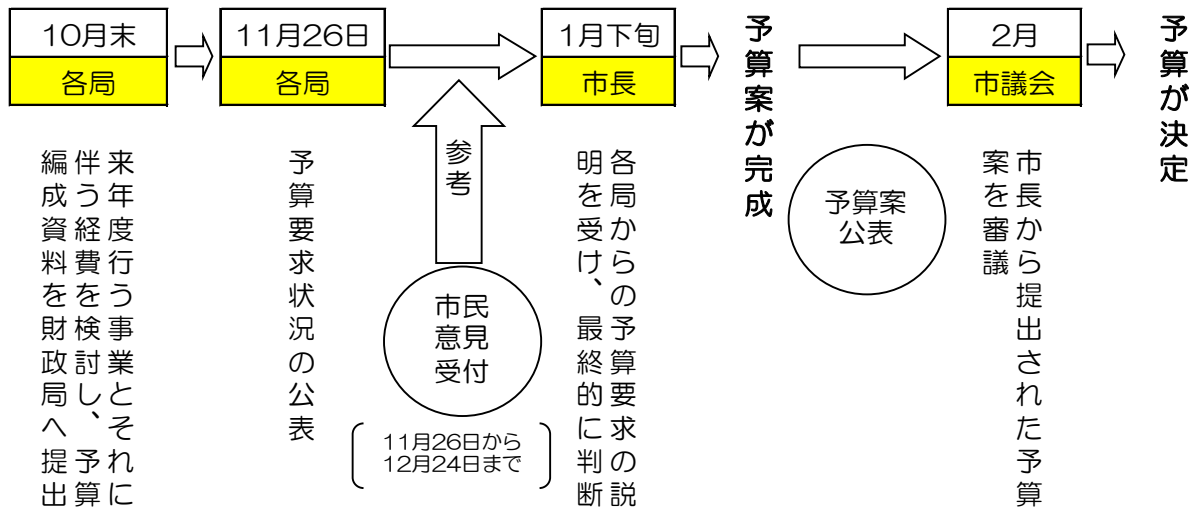 10月末
各局
来年度行う事業とそれに
伴う経費を検討し、予算
編成資料を財政局へ提出
11月26日
各局
予算要求状況の公表
参考
市民
意見
受付
11月26日から
12月24日まで
1月下旬
市長
各局からの予算要求の説
明を受け、最終的に判断
予算案が完成
予算案
公表
2月
市議会
市長から提出された予算
案を審議
予算が決定